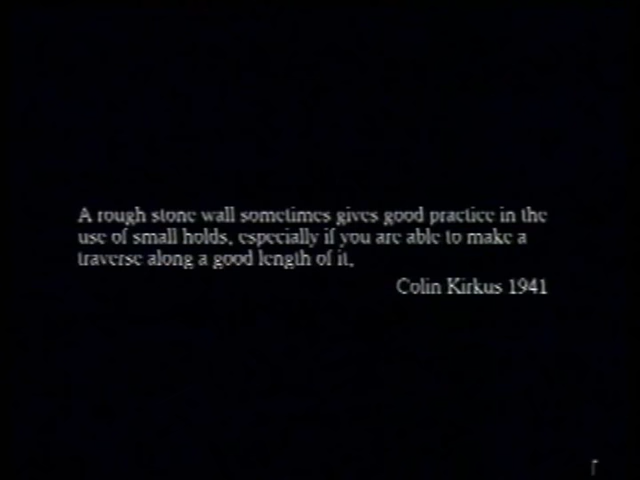 A rough stone wall sometimes gives good practice in the
use of small holds, especially if you are able to make a
traverse along a good length of it.
Colin Kirkus 1941